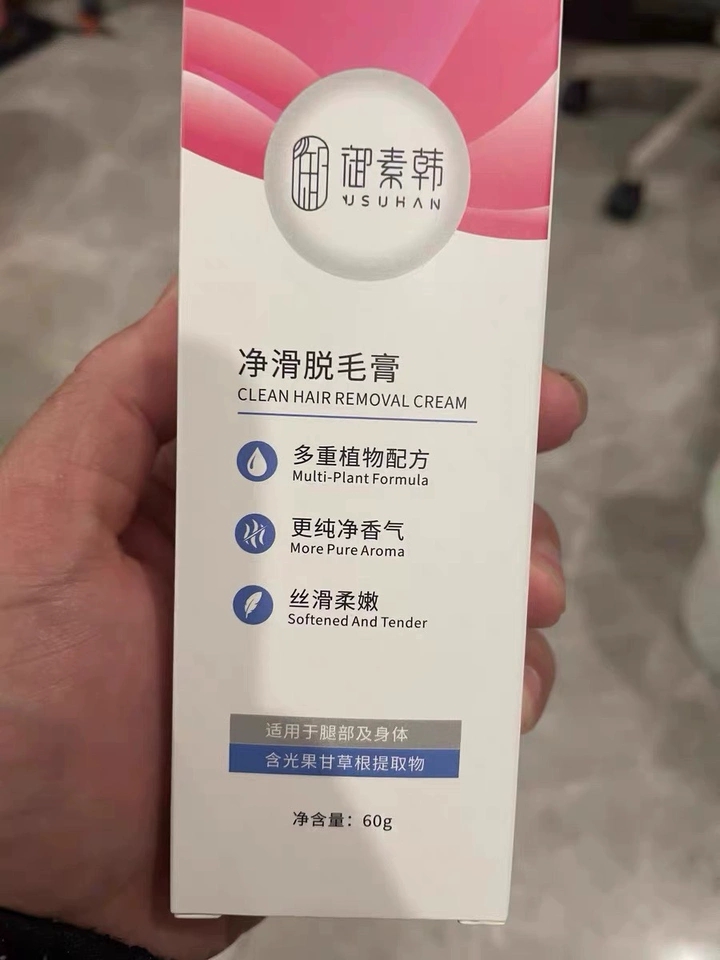 御素韩
YUSUHAN
净滑脱毛膏
CLEAN HAIR REMOVAL CREAM
多重植物配方
Multi-Plant Formula
更纯净香气
More Pure Aroma
丝滑柔嫩
Softened And Tender
适用于腿部及身体
含光果甘草根提取物
净含量：60g